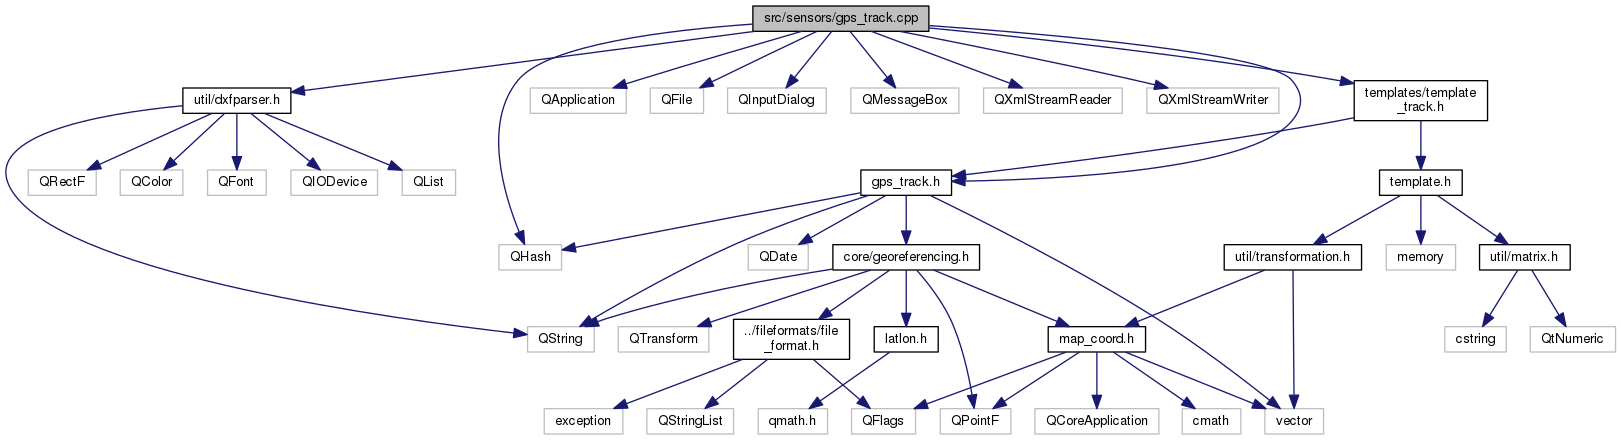 src/sensors/gps_track.cpp
util/dxfparser.h
QApplication
QFile
QInputDialog
QMessageBox
QXmlStreamReader
QXmlStreamWriter
templates/template
_track.h
QRectF
QColor
QFont
QIODevice
QList
gps_track.h
template.h
QHash
QDate
core/georeferencing.h
util/transformation.h
memory
util/matrix.h
QString
QTransform
../fileformats/file
_format.h
latlon.h
map_coord.h
cstring
QtNumeric
exception
QStringList
qmath.h
QFlags
QPointF
QCoreApplication
cmath
vector